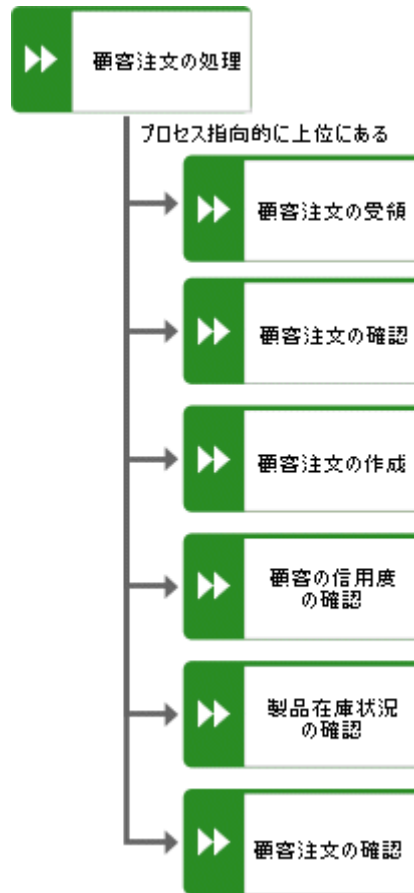 顧客注文の処理
プロセス指向的に上位にある
顧客注文の受領
顧客注文の確認
顧客注文の作成
顧客の信用度
の確認
製品在庫状況
の確認
顧客注文の確認